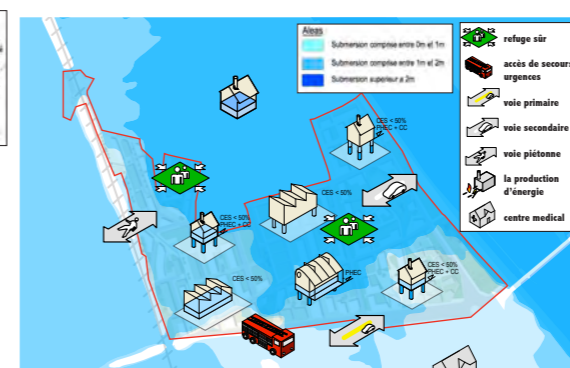 Aleas
Submersion comprise entre 0m et 1m
Submersion comprise entre 1m et 2m
Submersion superieur a 2m
refuge sûr
accès de secours
urgences
voie primaire
voie secondaire
voie piétonne
la production
d'énergie
centre medical
CES < 50%
PHEC + CC
CES < 50%
CES < 50%
PHEC + CC
CES < 50%
PHEC
CES < 50%
PHEC + CC